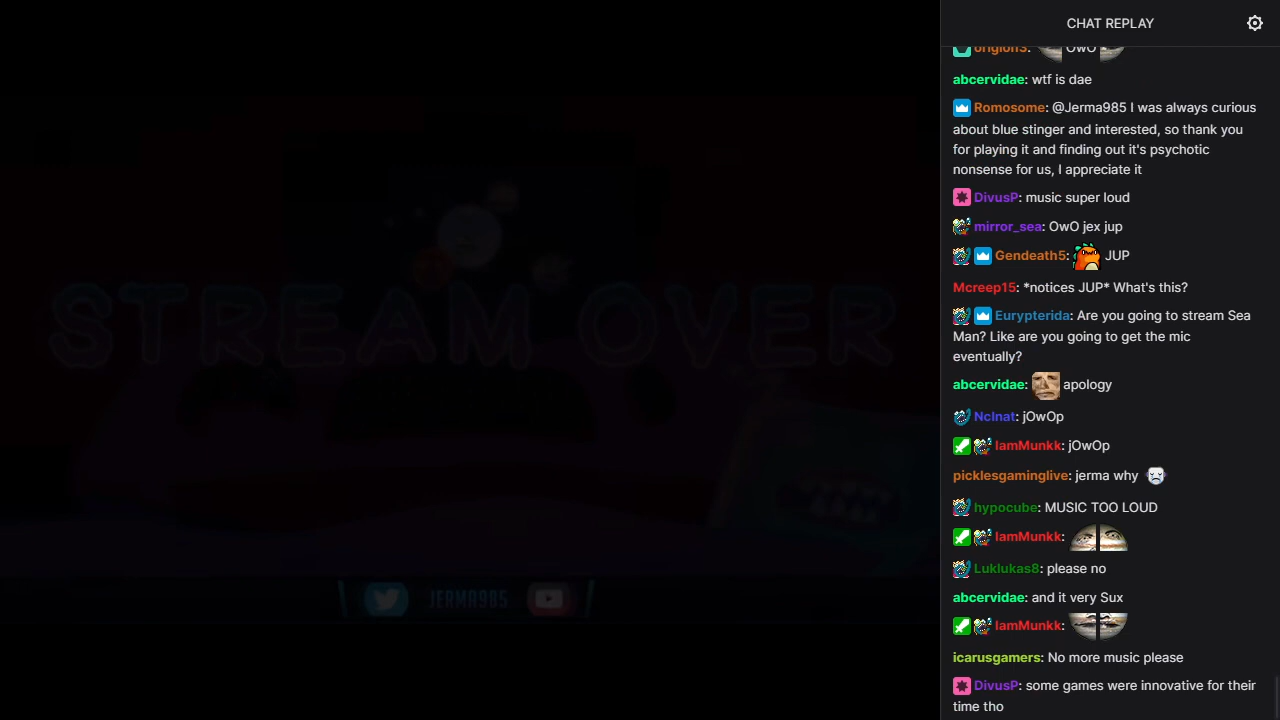 CHAT REPLAY
origion3: OwO
abcervidae: wtf is dae
Romosome: @Jerma985 I was always curious
about blue stinger and interested, so thank you
for playing it and finding out it's psychotic
nonsense for us, I appreciate it
DivusP: music super loud
mirror_sea: OwO jex jup
Gendeath5: JUP
Mcreep15: *notices JUP* What's this?
Eurypterida: Are you going to stream Sea
Man? Like are you going to get the mic
eventually?
abcervidae: apology
NcInat: jOwOp
IamMunkk: jOwOp
picklesgaminglive: jerma why
hypocube: MUSIC TOO LOUD
IamMunkk:
Luklukas8: please no
abcervidae: and it very Sux
IamMunkk:
icarusgamers: No more music please
DivusP: some games were innovative for their
time tho
STREAM OVER
JERMA985